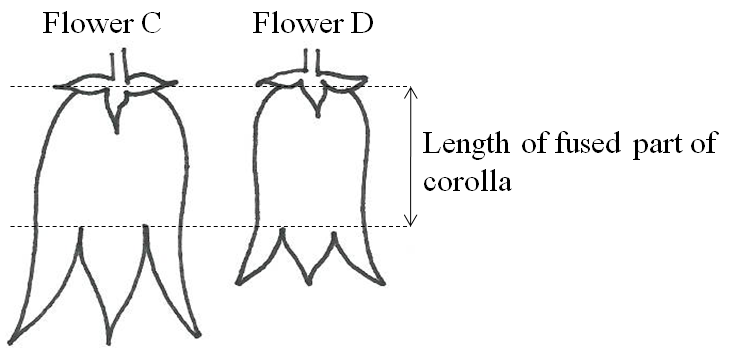 Flower C
Flower D
Length of fused part of
corolla